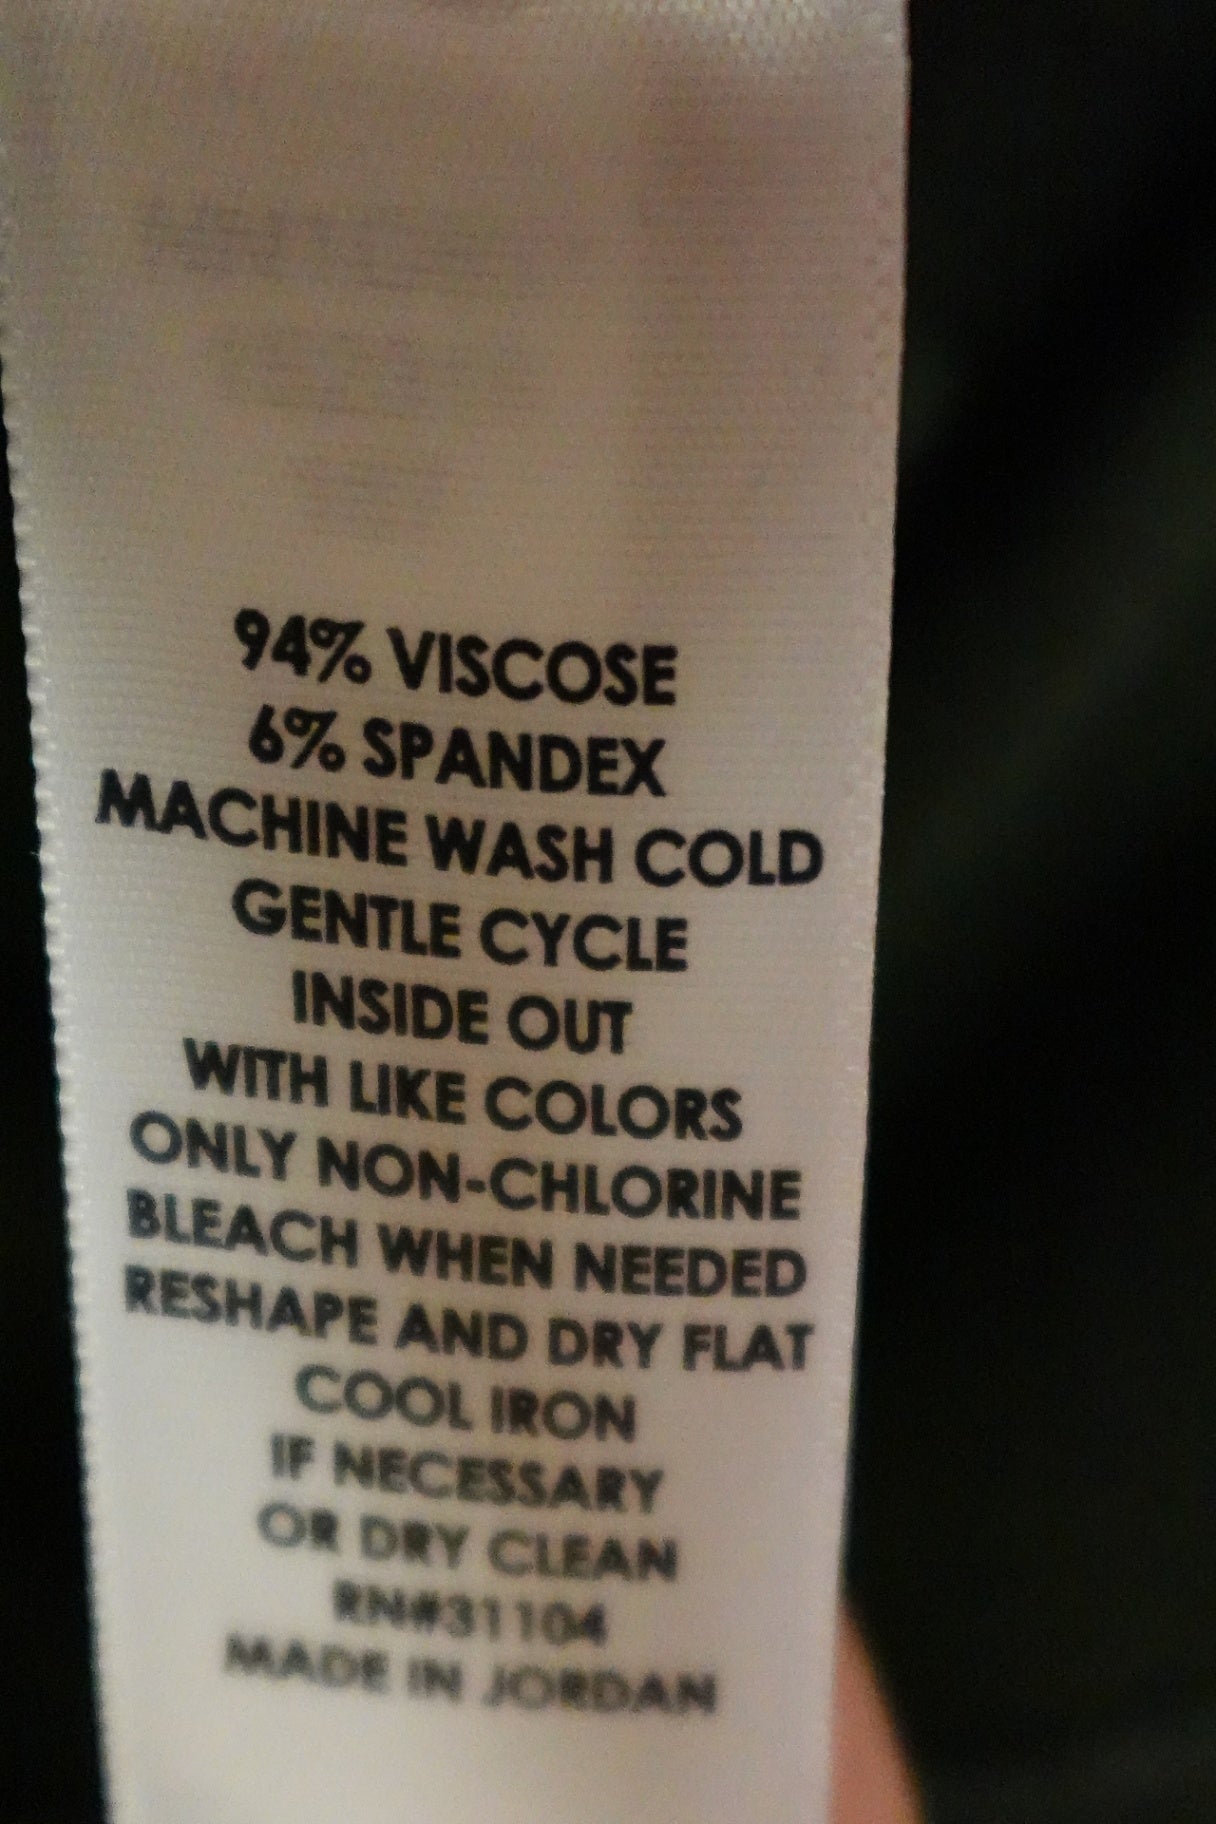 94% VISCOSE
6% SPANDEX
MACHINE WASH COLD
GENTLE CYCLE
INSIDE OUT
WITH LIKE COLORS
ONLY NON-CHLORINE
BLEACH WHEN NEEDED
RESHAPE AND DRY FLAT
COOL IRON
IF NECESSARY
OR DRY CLEAN
RN#31104
MADE IN JORDAN